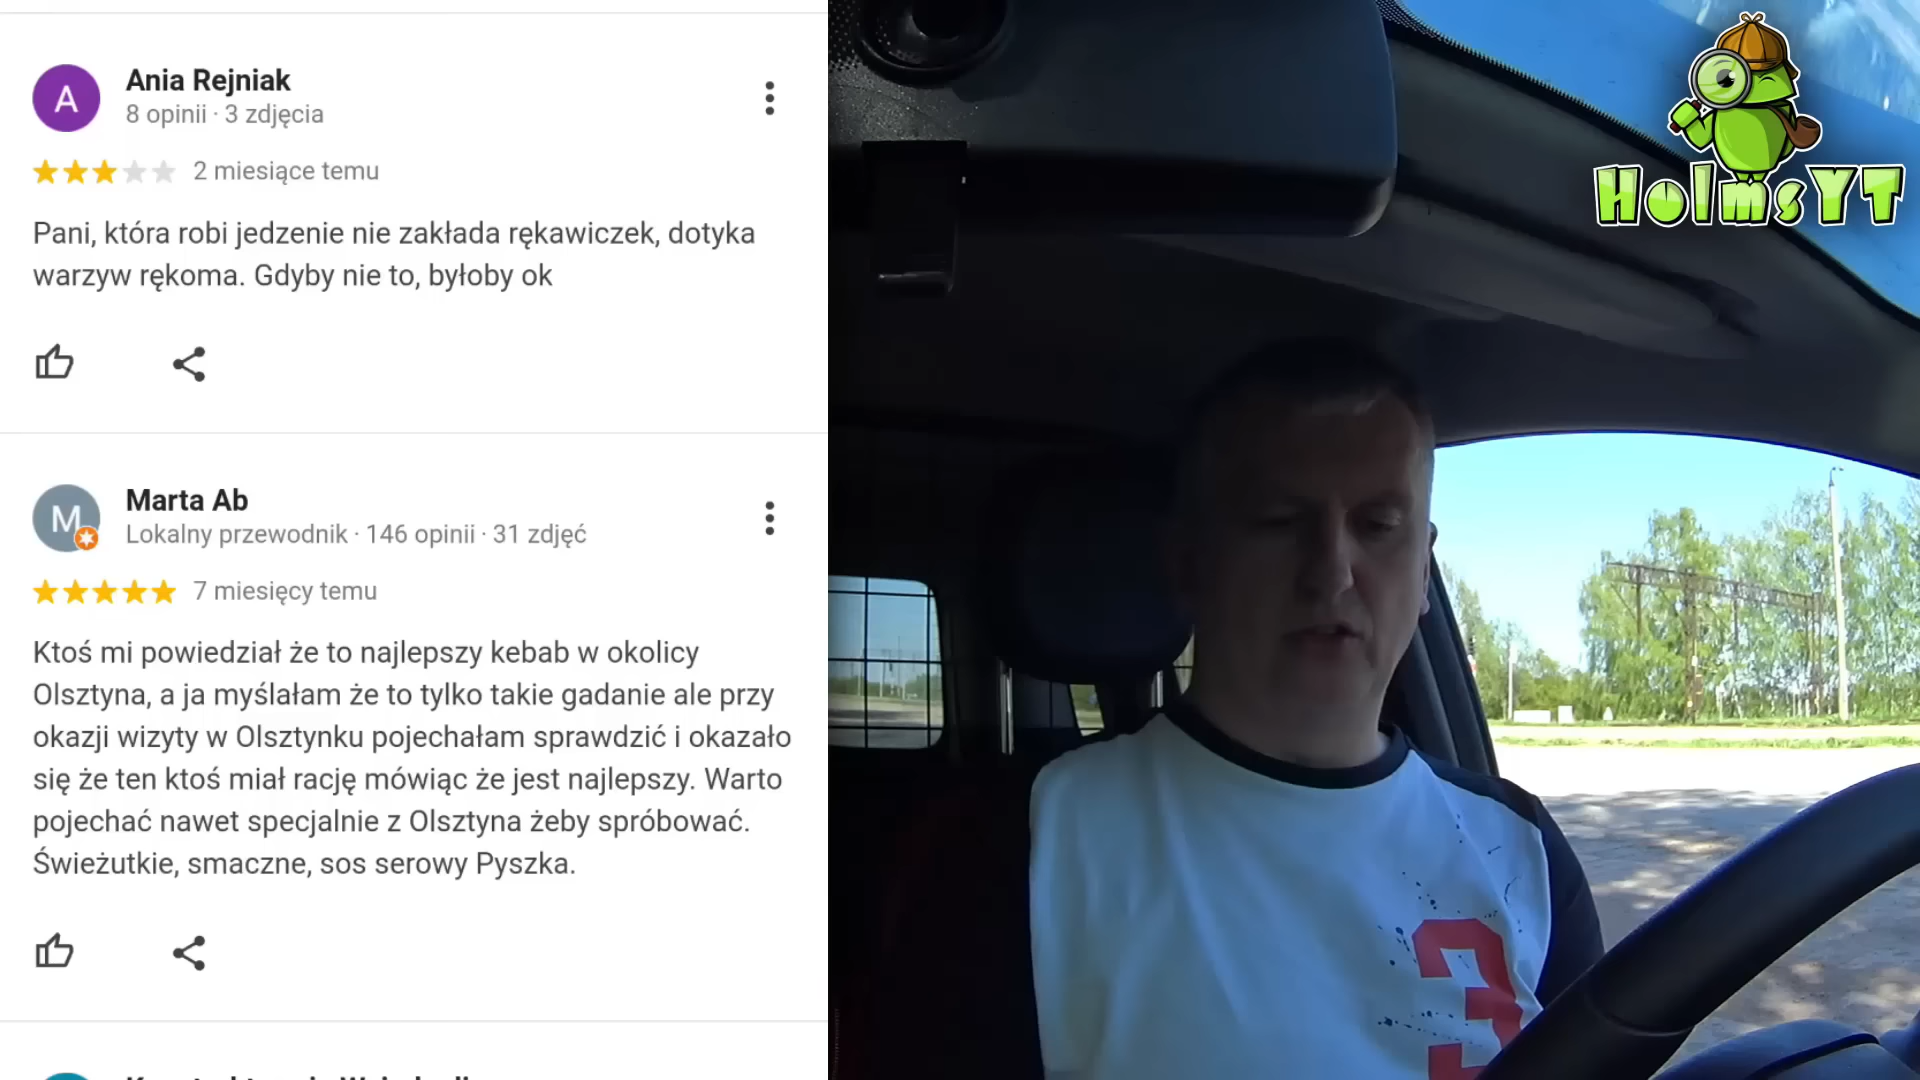 A
Ania Rejniak
8 opinii · 3 zdjęcia
2 miesiące temu
Pani, która robi jedzenie nie zakłada rękawiczek, dotyka
warzyw rękoma. Gdyby nie to, byłoby ok
M
Marta Ab
Lokalny przewodnik · 146 opinii · 31 zdjęć
7 miesięcy temu
Ktoś mi powiedział że to najlepszy kebab w okolicy
Olsztyna, a ja myślałam że to tylko takie gadanie ale przy
okazji wizyty w Olsztynku pojechałam sprawdzić i okazało
się że ten ktoś miał rację mówiąc że jest najlepszy. Warto
pojechać nawet specjalnie z Olsztyna żeby spróbować.
Świeżutkie, smaczne, sos serowy Pyszka.
HolmsYT
3